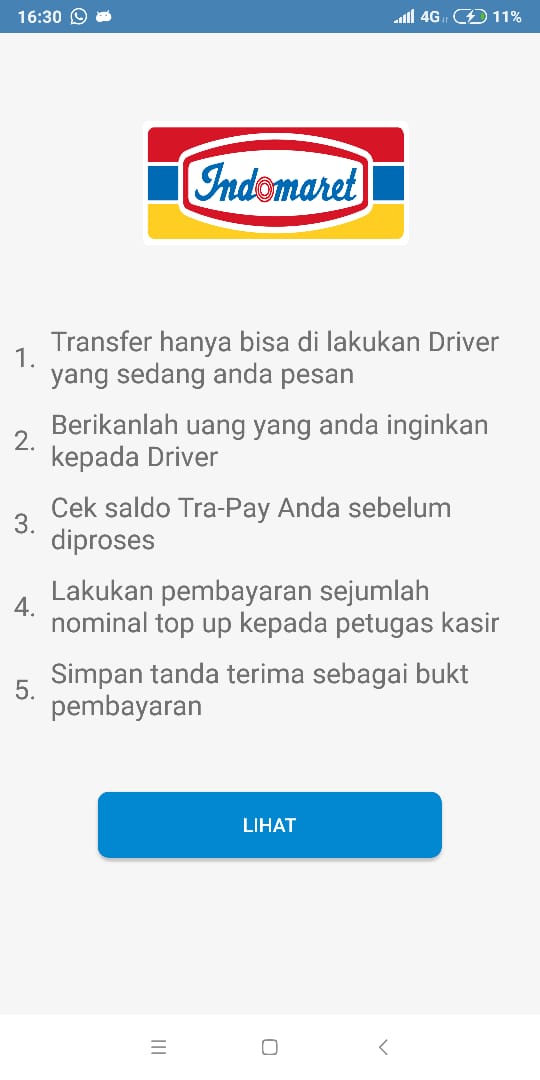 16:30
4G
11%
Indomaret
1. Transfer hanya bisa di lakukan Driver
yang sedang anda pesan
2. Berikanlah uang yang anda inginkan
kepada Driver
3. Cek saldo Tra-Pay Anda sebelum
diproses
4. Lakukan pembayaran sejumlah
nominal top up kepada petugas kasir
5. Simpan tanda terima sebagai bukt
pembayaran
LIHAT